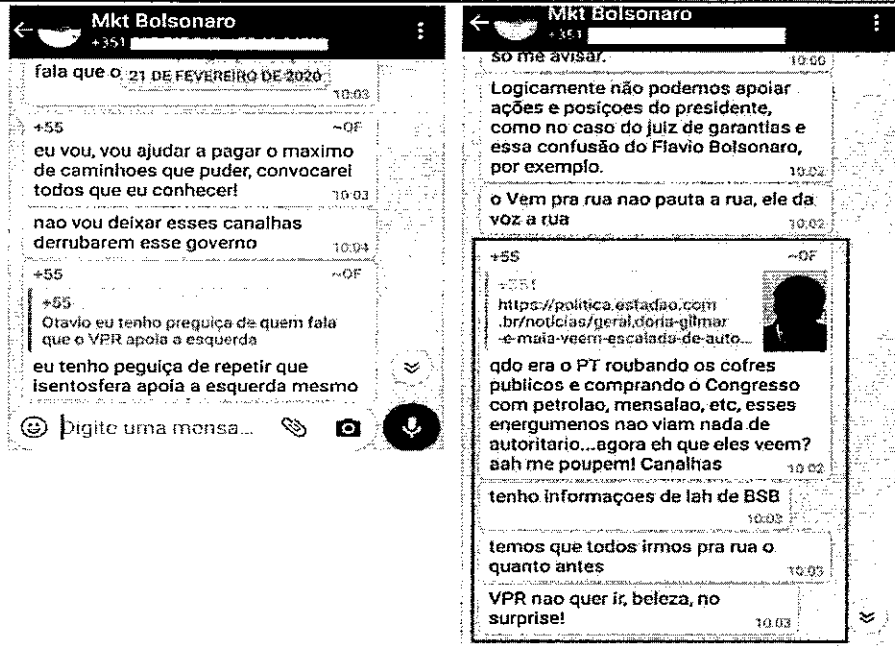 Mkt Bolsonaro
+351
fala que o 21 DE FEVEREIRO DE 2020
10:03
+55 ~OF
eu vou, vou ajudar a pagar o maximo
de caminhoes que puder, convocarei
todos que eu conhecer! 10:03
nao vou deixar esses canalhas
derrubarem esse governo 10:04
+55 ~OF
+55
Otavio eu tenho preguiça de quem fala
que o VPR apoia a esquerda
eu tenho peguiça de repetir que
isentosfera apoia a esquerda mesmo
Digite uma mensa...
Mkt Bolsonaro
+351
so me avisar. 10:00
Logicamente não podemos apoiar
ações e posiçoes do presidente,
como no caso do juiz de garantias e
essa confusão do Flavio Bolsonaro,
por exemplo. 10:02
o Vem pra rua nao pauta a rua, ele da
voz a rua 10:02
+55 ~OF
+351
https://politica.estadao.com
.br/noticias/geral,doria-gilmar
-e-maia-veem-escalada-de-auto...
qdo era o PT roubando os cofres
publicos e comprando o Congresso
com petrolao, mensalao, etc, esses
energumenos nao viam nada de
autoritario...agora eh que eles veem?
aah me poupem! Canalhas 10:02
tenho informaçoes de lah de BSB
10:03
temos que todos irmos pra rua o
quanto antes 10:03
VPR nao quer ir, beleza, no
surprise! 10:03